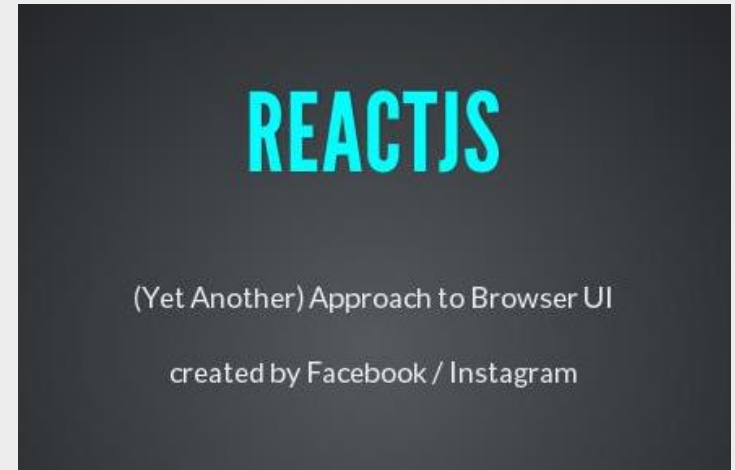 REACTJS
(Yet Another) Approach to Browser UI
created by Facebook / Instagram